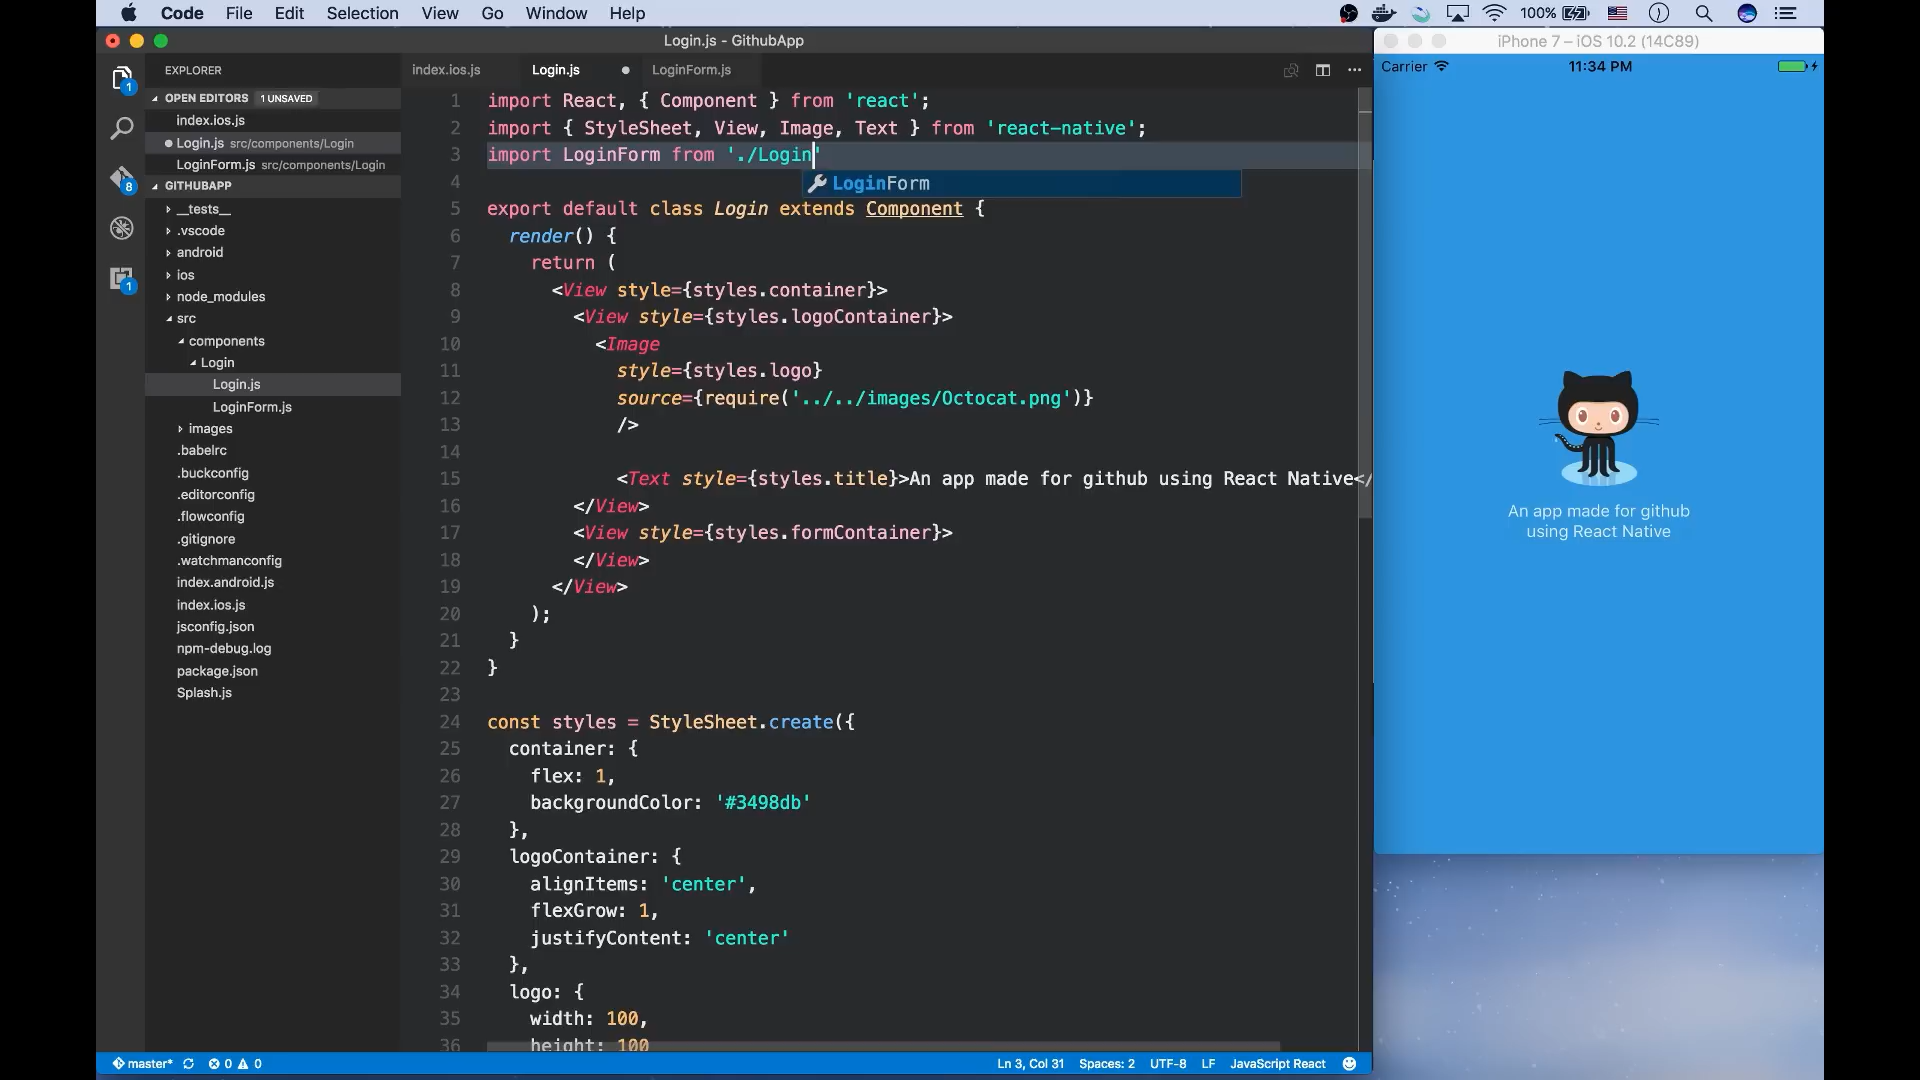 Code File Edit Selection View Go Window Help
100%
Login.js - GithubApp
iPhone 7 – iOS 10.2 (14C89)
Carrier 11:34 PM
EXPLORER
OPEN EDITORS 1 UNSAVED
index.ios.js
Login.js src/components/Login
LoginForm.js src/components/Login
GITHUBAPP
__tests__
.vscode
android
ios
node_modules
src
components
Login
Login.js
LoginForm.js
images
.babelrc
.buckconfig
.editorconfig
.flowconfig
.gitignore
.watchmanconfig
index.android.js
index.ios.js
jsconfig.json
npm-debug.log
package.json
Splash.js
1
8
1
index.ios.js Login.js LoginForm.js
1 import React, { Component } from 'react';
2 import { StyleSheet, View, Image, Text } from 'react-native';
3 import LoginForm from './Login'
LoginForm
4
5 export default class Login extends Component {
6 render() {
7 return (
8 <View style={styles.container}>
9 <View style={styles.logoContainer}>
10 <Image
11 style={styles.logo}
12 source={require('../../images/Octocat.png')}
13 />
14
15 <Text style={styles.title}>An app made for github using React Native</
16 </View>
17 <View style={styles.formContainer}>
18 </View>
19 </View>
20 );
21 }
22 }
23
24 const styles = StyleSheet.create({
25 container: {
26 flex: 1,
27 backgroundColor: '#3498db'
28 },
29 logoContainer: {
30 alignItems: 'center',
31 flexGrow: 1,
32 justifyContent: 'center'
33 },
34 logo: {
35 width: 100,
36 height: 100
An app made for github
using React Native
master* 0 0 Ln 3, Col 31 Spaces: 2 UTF-8 LF JavaScript React